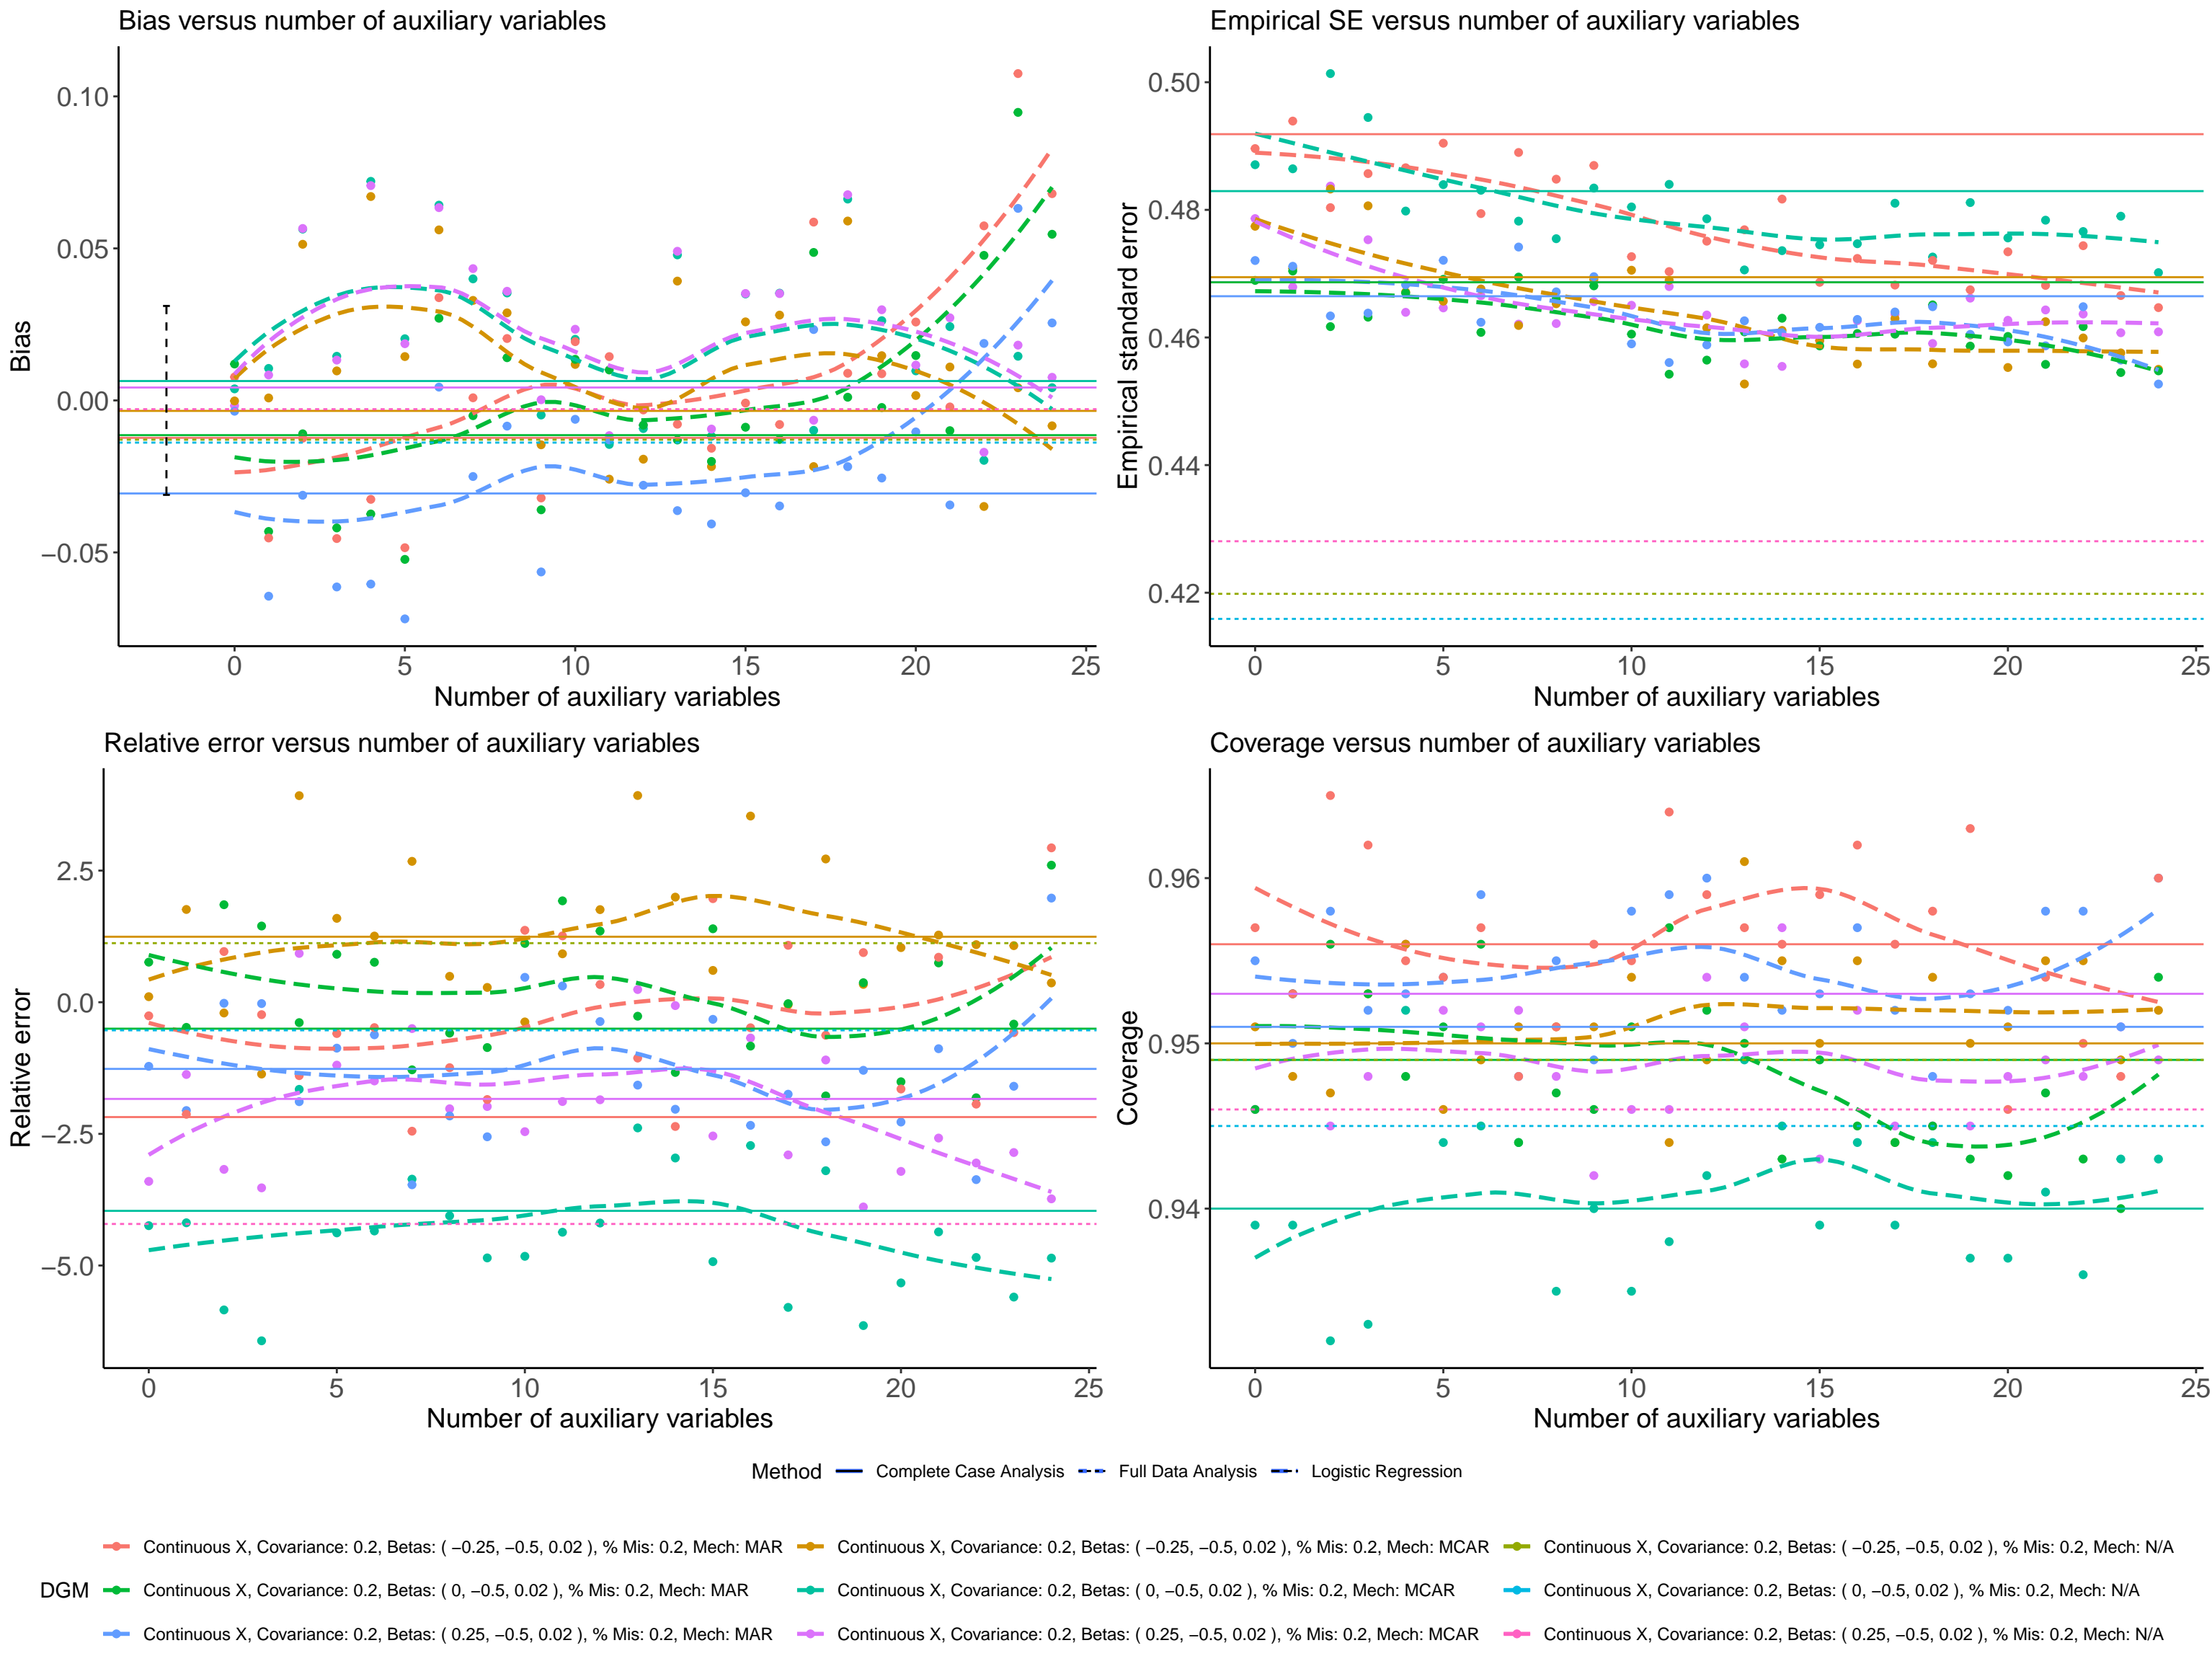 Bias versus number of auxiliary variables
0.10
0.05
0.00
−0.05
Bias
0 5 10 15 20 25
Number of auxiliary variables
Empirical SE versus number of auxiliary variables
0.50
0.48
0.46
0.44
0.42
Empirical standard error
0 5 10 15 20 25
Number of auxiliary variables
Relative error versus number of auxiliary variables
2.5
0.0
−2.5
−5.0
Relative error
0 5 10 15 20 25
Number of auxiliary variables
Coverage versus number of auxiliary variables
0.96
0.95
0.94
Coverage
0 5 10 15 20 25
Number of auxiliary variables
Method Complete Case Analysis Full Data Analysis Logistic Regression
Continuous X, Covariance: 0.2, Betas: ( −0.25, −0.5, 0.02 ), % Mis: 0.2, Mech: MAR Continuous X, Covariance: 0.2, Betas: ( −0.25, −0.5, 0.02 ), % Mis: 0.2, Mech: MCAR Continuous X, Covariance: 0.2, Betas: ( −0.25, −0.5, 0.02 ), % Mis: 0.2, Mech: N/A
DGM Continuous X, Covariance: 0.2, Betas: ( 0, −0.5, 0.02 ), % Mis: 0.2, Mech: MAR Continuous X, Covariance: 0.2, Betas: ( 0, −0.5, 0.02 ), % Mis: 0.2, Mech: MCAR Continuous X, Covariance: 0.2, Betas: ( 0, −0.5, 0.02 ), % Mis: 0.2, Mech: N/A
Continuous X, Covariance: 0.2, Betas: ( 0.25, −0.5, 0.02 ), % Mis: 0.2, Mech: MAR Continuous X, Covariance: 0.2, Betas: ( 0.25, −0.5, 0.02 ), % Mis: 0.2, Mech: MCAR Continuous X, Covariance: 0.2, Betas: ( 0.25, −0.5, 0.02 ), % Mis: 0.2, Mech: N/A